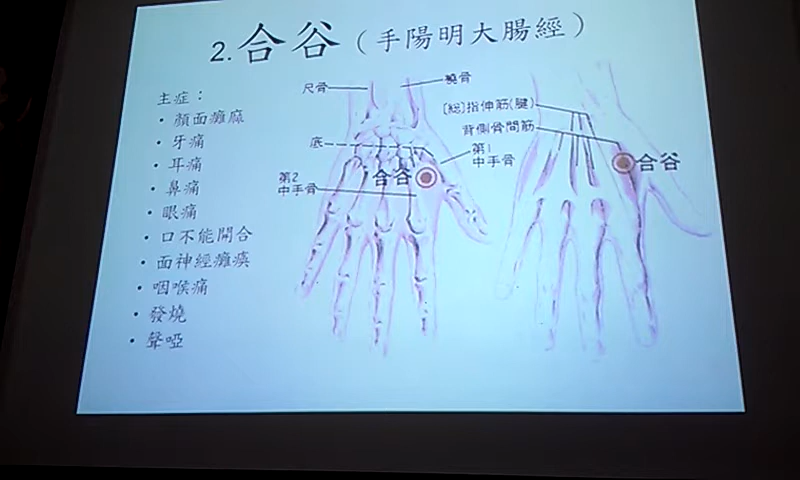 2. 合谷 (手陽明大腸經)
主症：
• 顏面癱麻
• 牙痛
• 耳痛
• 鼻痛
• 眼痛
• 口不能開合
• 面神經癱瘓
• 咽喉痛
• 發燒
• 聲啞
尺骨
橈骨
底
第1
中手骨
第2
中手骨
合谷
〔総〕指伸筋(腱)
背側骨間筋
合谷